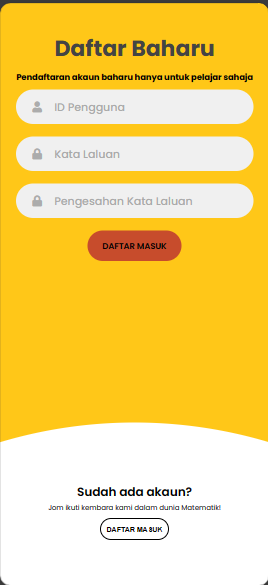 Daftar Baharu
Pendaftaran akaun baharu hanya untuk pelajar sahaja
ID Pengguna
Kata Laluan
Pengesahan Kata Laluan
DAFTAR MASUK
Sudah ada akaun?
Jom ikuti kembara kami dalam dunia Matematik!
DAFTAR MASUK